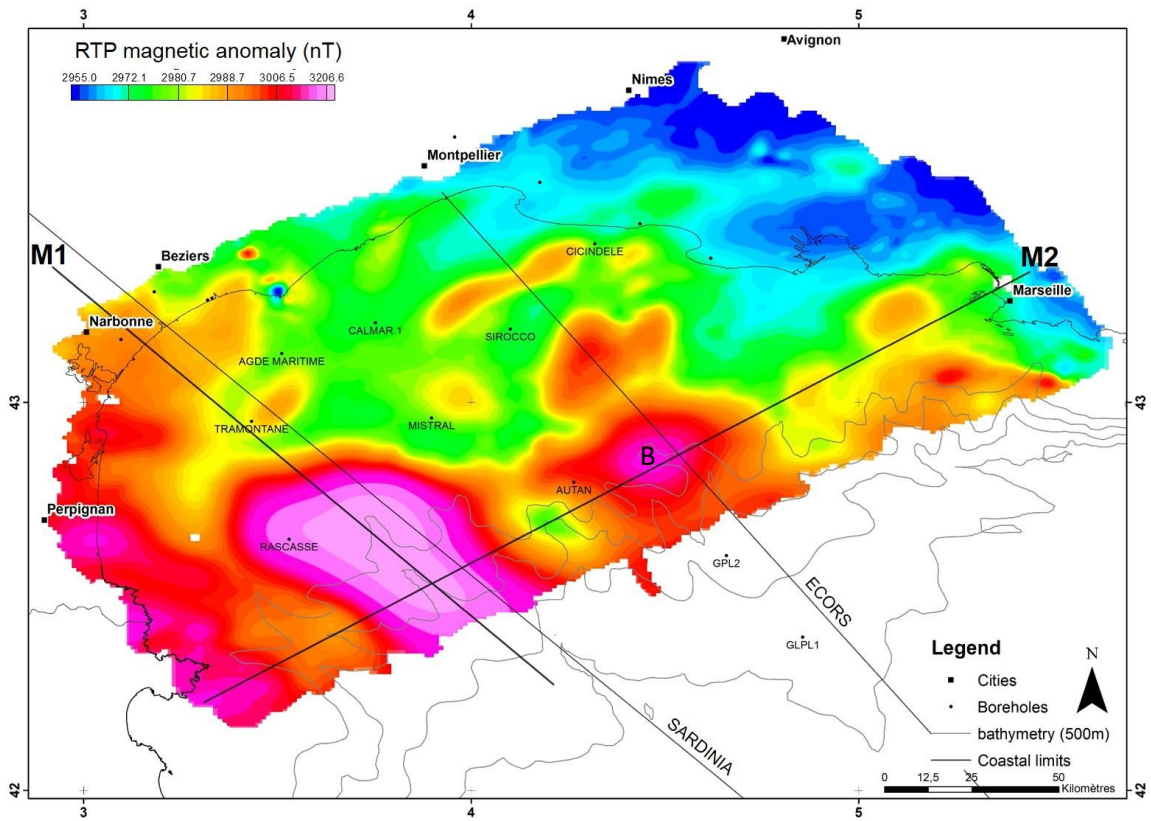 3 4 5
RTP magnetic anomaly (nT)
2955.0 2972.1 2980.7 2988.7 3006.5 3206.6
Avignon
Nimes
Montpellier
M1
Beziers
CICINDELE
M2
Marseille
Narbonne
CALMAR 1
SIROCCO
AGDE MARITIME
43 43
TRAMONTANE
MISTRAL
B
AUTAN
Perpignan
RASCASSE
GPL2
ECORS
GLPL1
SARDINIA
Legend
N
Cities
Boreholes
bathymetry (500m)
Coastal limits
0 12,5 25 50
Kilomètres
42 42
3 4 5